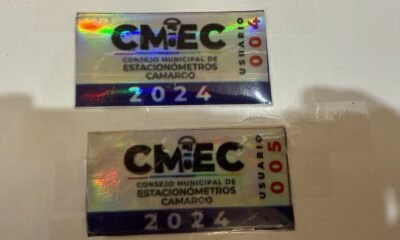 CMEC
CONSEJO MUNICIPAL DE
ESTACIONÓMETROS
CAMARGO
2024
USUARIO
004
CMEC
CONSEJO MUNICIPAL DE
ESTACIONÓMETROS
CAMARGO
2024
USUARIO
005